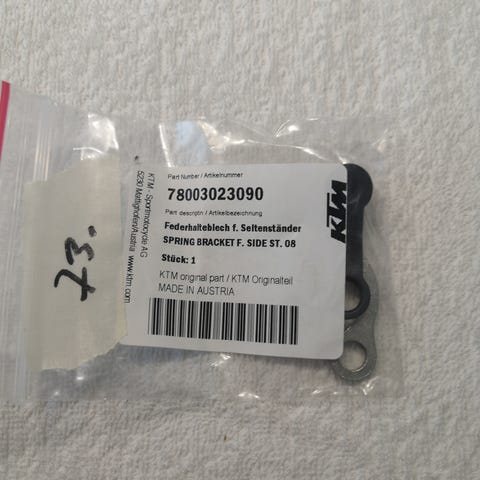 Part Number / Artikelnummer
78003023090
Part descriptn / Artikelbezeichnung
Federhalteblech f. Seitenständer
SPRING BRACKET F. SIDE ST. 08
Stück: 1
KTM original part / KTM Originalteil
MADE IN AUSTRIA
KTM
KTM - Sportmotorcycle AG
5230 Mattighofen/Austria www.ktm.com
73.